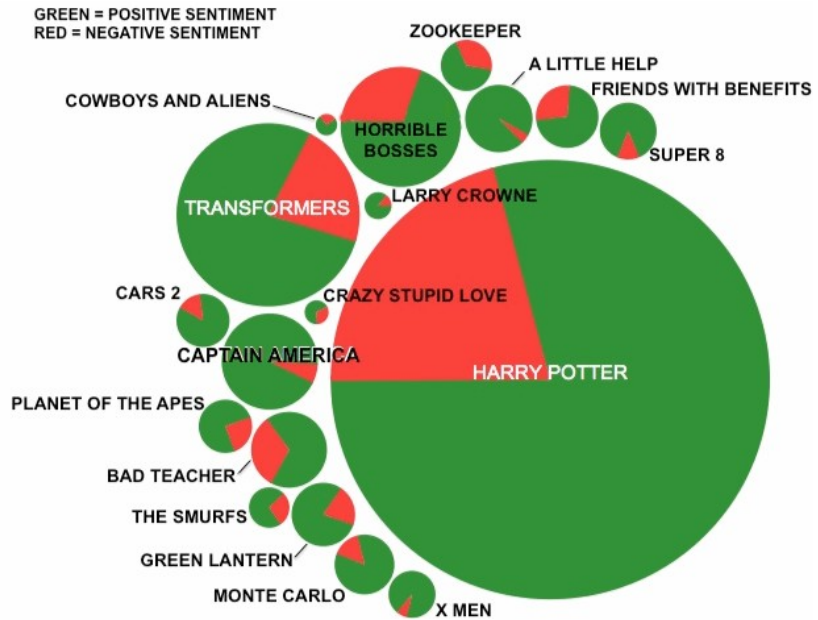 GREEN = POSITIVE SENTIMENT
RED = NEGATIVE SENTIMENT
ZOOKEEPER
A LITTLE HELP
COWBOYS AND ALIENS
FRIENDS WITH BENEFITS
HORRIBLE
BOSSES
SUPER 8
LARRY CROWNE
TRANSFORMERS
CARS 2
CRAZY STUPID LOVE
CAPTAIN AMERICA
HARRY POTTER
PLANET OF THE APES
BAD TEACHER
THE SMURFS
GREEN LANTERN
MONTE CARLO
X MEN